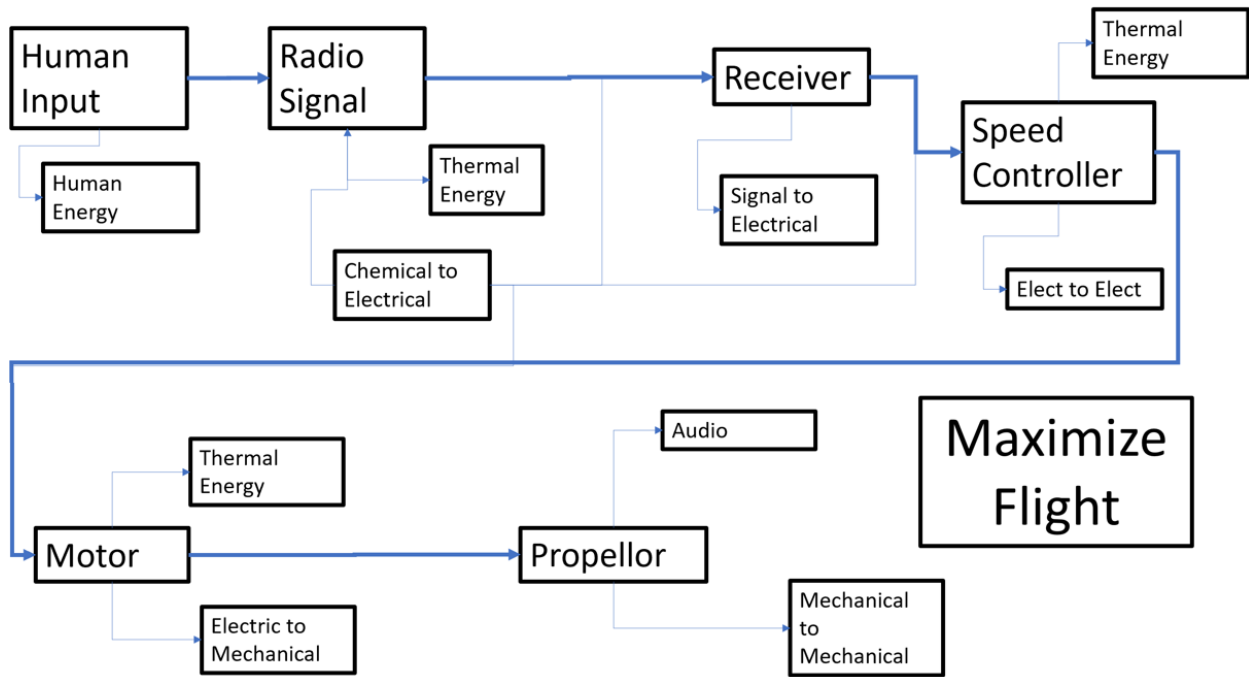 Human
Input
Radio
Signal
Receiver
Thermal
Energy
Speed
Controller
Human
Energy
Thermal
Energy
Signal to
Electrical
Chemical to
Electrical
Elect to Elect
Thermal
Energy
Audio
Maximize
Flight
Motor
Propellor
Electric to
Mechanical
Mechanical
to
Mechanical